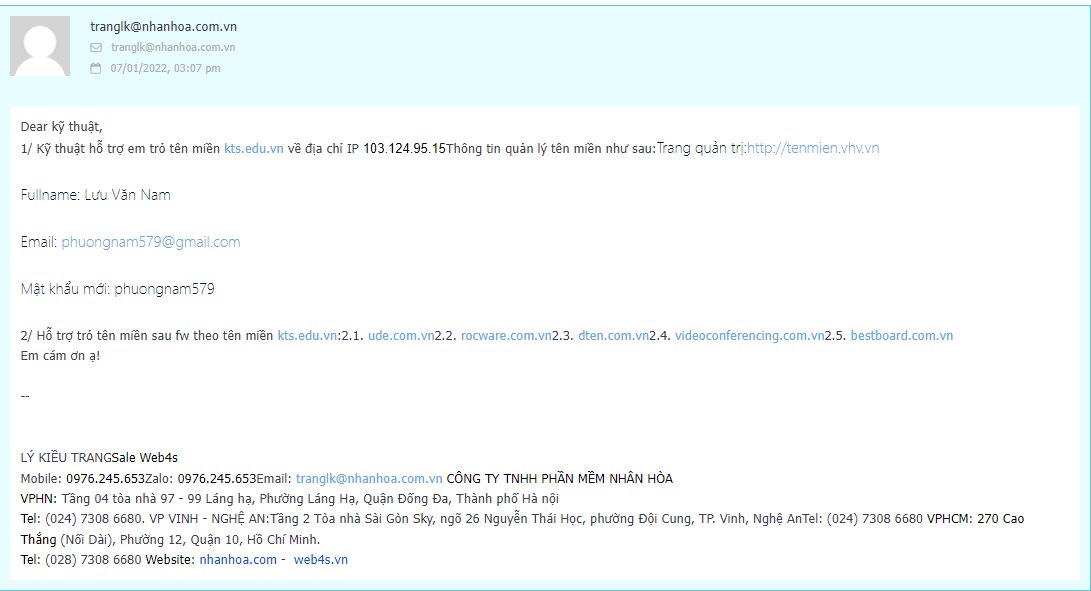 tranglk@nhanhoa.com.vn
tranglk@nhanhoa.com.vn
07/01/2022, 03:07 pm
Dear kỹ thuật,
1/ Kỹ thuật hỗ trợ em trỏ tên miền kts.edu.vn về địa chỉ IP 103.124.95.15Thông tin quản lý tên miền như sau:Trang quản trị:http://tenmien.vhv.vn
Fullname: Lưu Văn Nam
Email: phuongnam579@gmail.com
Mật khẩu mới: phuongnam579
2/ Hỗ trợ trỏ tên miền sau fw theo tên miền kts.edu.vn:2.1. ude.com.vn2.2. rocware.com.vn2.3. dten.com.vn2.4. videoconferencing.com.vn2.5. bestboard.com.vn
Em cám ơn ạ!
--
LÝ KIỀU TRANGSale Web4s
Mobile: 0976.245.653Zalo: 0976.245.653Email: tranglk@nhanhoa.com.vn CÔNG TY TNHH PHẦN MỀM NHÂN HÒA
VPHN: Tầng 04 tòa nhà 97 - 99 Láng hạ, Phường Láng Hạ, Quận Đống Đa, Thành phố Hà nội
Tel: (024) 7308 6680. VP VINH - NGHỆ AN:Tầng 2 Tòa nhà Sài Gòn Sky, ngõ 26 Nguyễn Thái Học, phường Đội Cung, TP. Vinh, Nghệ AnTel: (024) 7308 6680 VPHCM: 270 Cao
Thắng (Nối Dài), Phường 12, Quận 10, Hồ Chí Minh.
Tel: (028) 7308 6680 Website: nhanhoa.com - web4s.vn